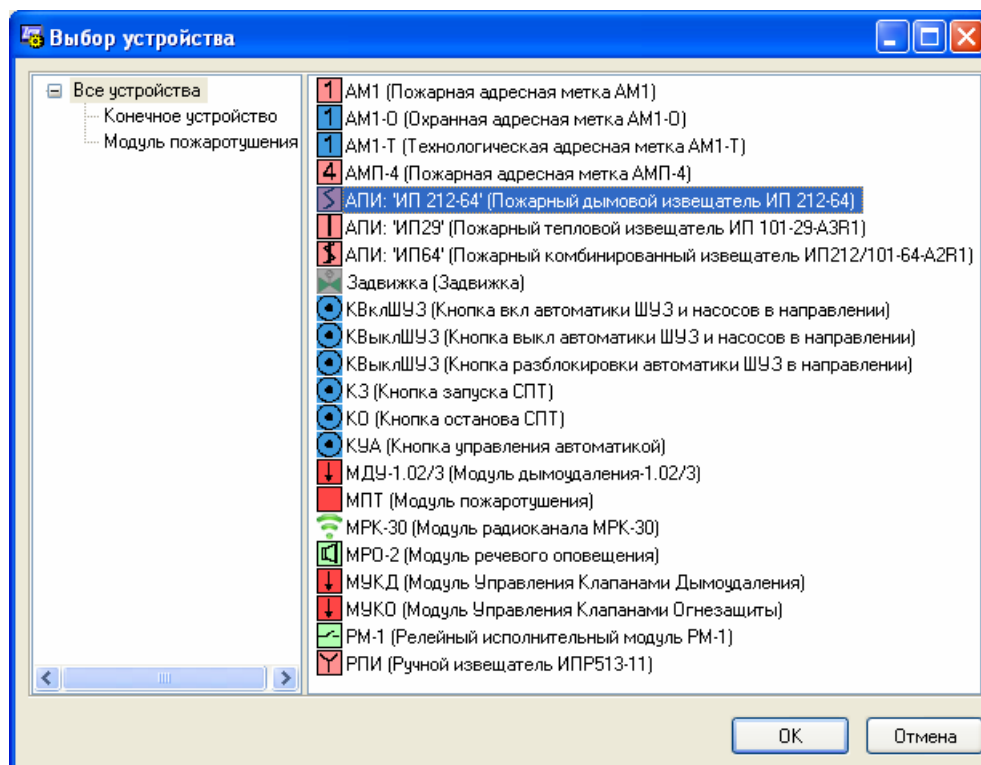 Выбор устройства
Все устройства
Конечное устройство
Модуль пожаротушения
1 АМ1 (Пожарная адресная метка АМ1)
1 АМ1-О (Охранная адресная метка АМ1-О)
1 АМ1-Т (Технологическая адресная метка АМ1-Т)
4 АМП-4 (Пожарная адресная метка АМП-4)
АПИ: 'ИП 212-64' (Пожарный дымовой извещатель ИП 212-64)
АПИ: 'ИП29' (Пожарный тепловой извещатель ИП 101-29-A3R1)
АПИ: 'ИП64' (Пожарный комбинированный извещатель ИП212/101-64-A2R1)
Задвижка (Задвижка)
КВклШУЗ (Кнопка вкл автоматики ШУЗ и насосов в направлении)
КВыклШУЗ (Кнопка выкл автоматики ШУЗ и насосов в направлении)
КВыклШУЗ (Кнопка разблокировки автоматики ШУЗ в направлении)
КЗ (Кнопка запуска СПТ)
КО (Кнопка останова СПТ)
КУА (Кнопка управления автоматикой)
МДУ-1.02/3 (Модуль дымоудаления-1.02/3)
МПТ (Модуль пожаротушения)
МРК-30 (Модуль радиоканала МРК-30)
МРО-2 (Модуль речевого оповещения)
МУКД (Модуль Управления Клапанами Дымоудаления)
МУКО (Модуль Управления Клапанами Огнезащиты)
РМ-1 (Релейный исполнительный модуль РМ-1)
РПИ (Ручной извещатель ИПР513-11)
OK
Отмена